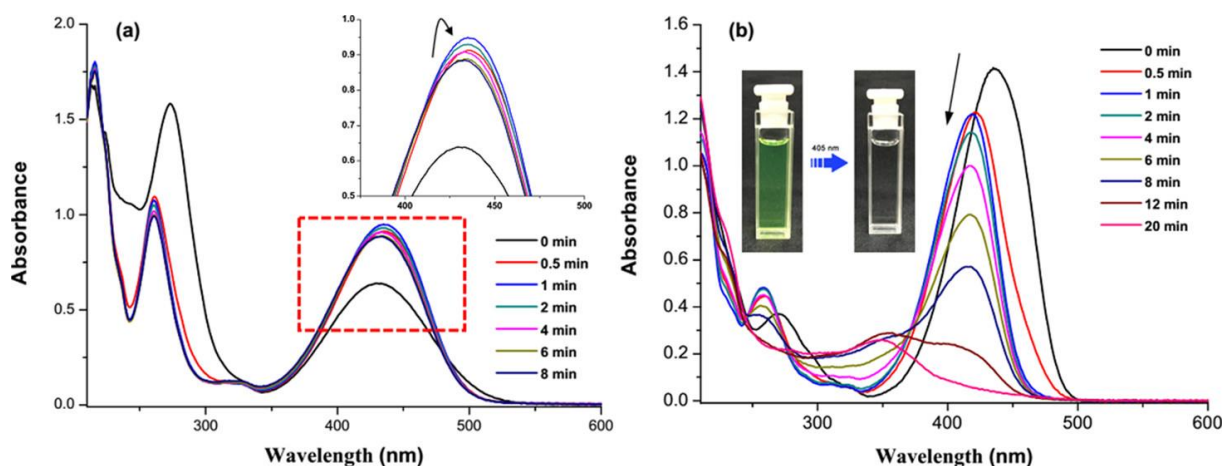 (a)
Absorbance
2.0
1.5
1.0
0.5
0.0
300
400
500
600
Wavelength (nm)
1.0
0.9
0.8
0.7
0.6
0.5
400
425
450
475
500
0 min
0.5 min
1 min
2 min
4 min
6 min
8 min
(b)
Absorbance
1.6
1.4
1.2
1.0
0.8
0.6
0.4
0.2
0.0
300
400
500
600
Wavelength (nm)
405 nm
0 min
0.5 min
1 min
2 min
4 min
6 min
8 min
12 min
20 min